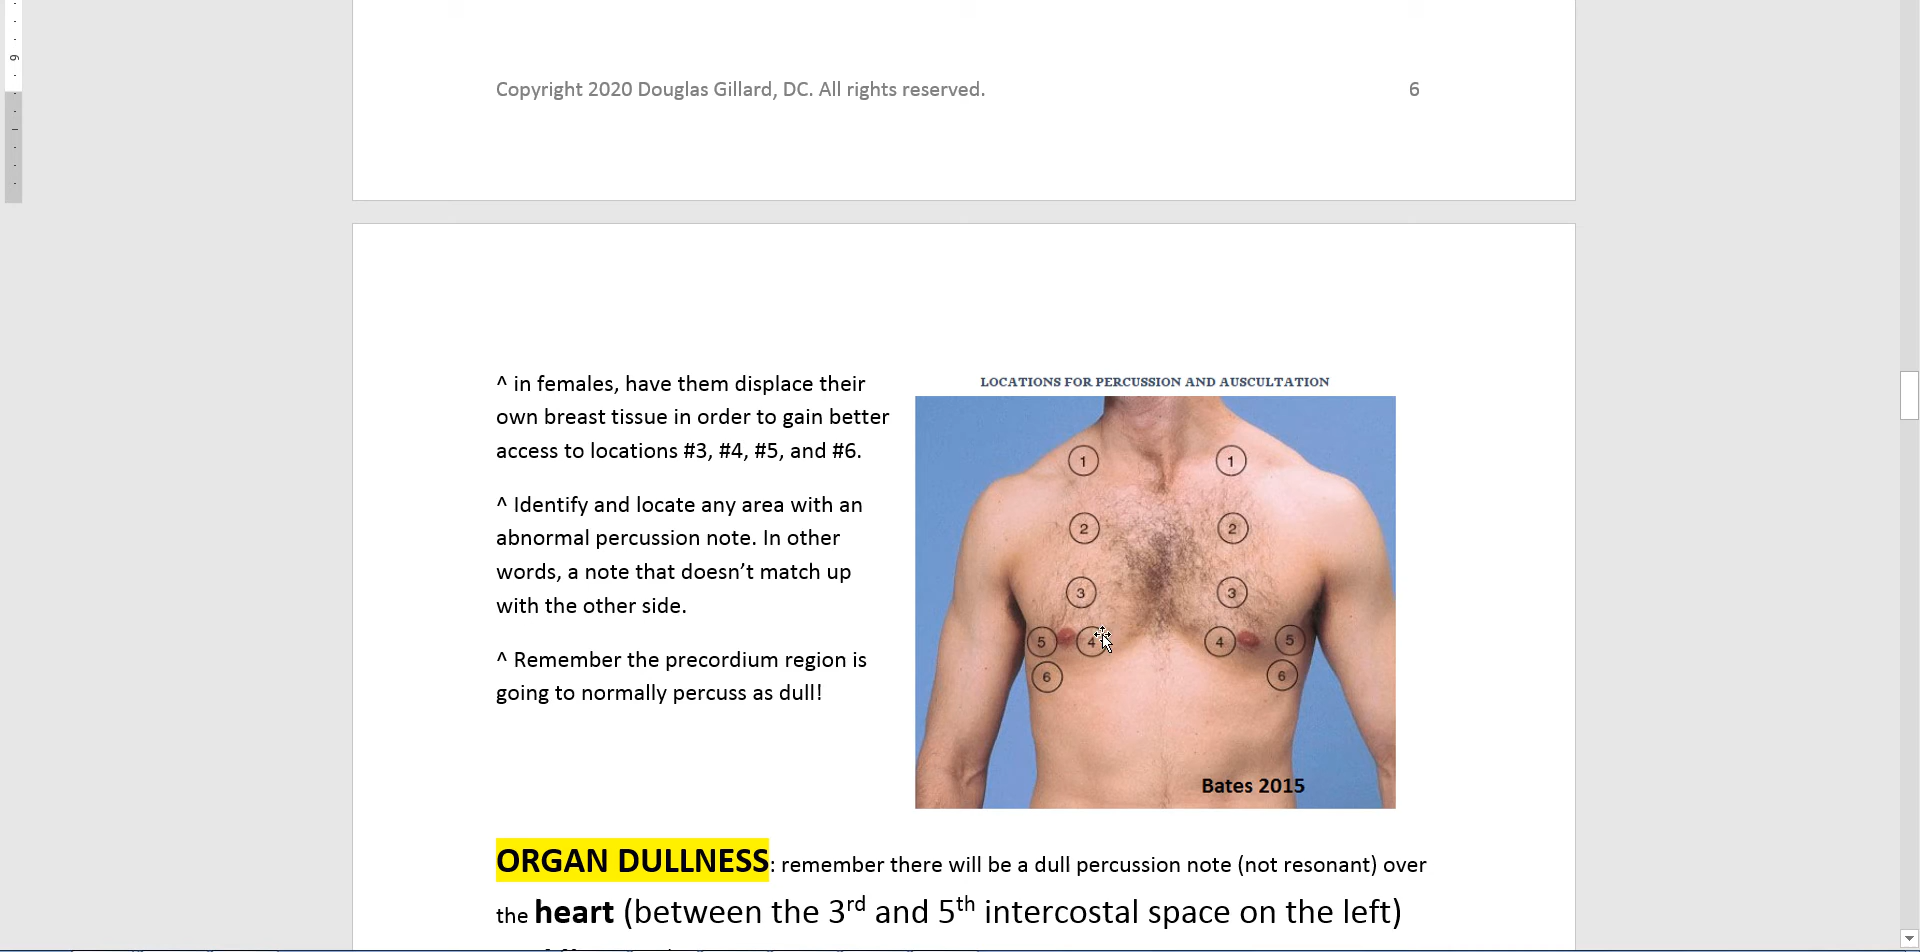 6
Copyright 2020 Douglas Gillard, DC. All rights reserved. 6
^ in females, have them displace their
own breast tissue in order to gain better
access to locations #3, #4, #5, and #6.
^ Identify and locate any area with an
abnormal percussion note. In other
words, a note that doesn’t match up
with the other side.
^ Remember the precordium region is
going to normally percuss as dull!
LOCATIONS FOR PERCUSSION AND AUSCULTATION
1 1
2 2
3 3
5 4 4 5
6 6
Bates 2015
ORGAN DULLNESS: remember there will be a dull percussion note (not resonant) over
the heart (between the 3rd and 5th intercostal space on the left)